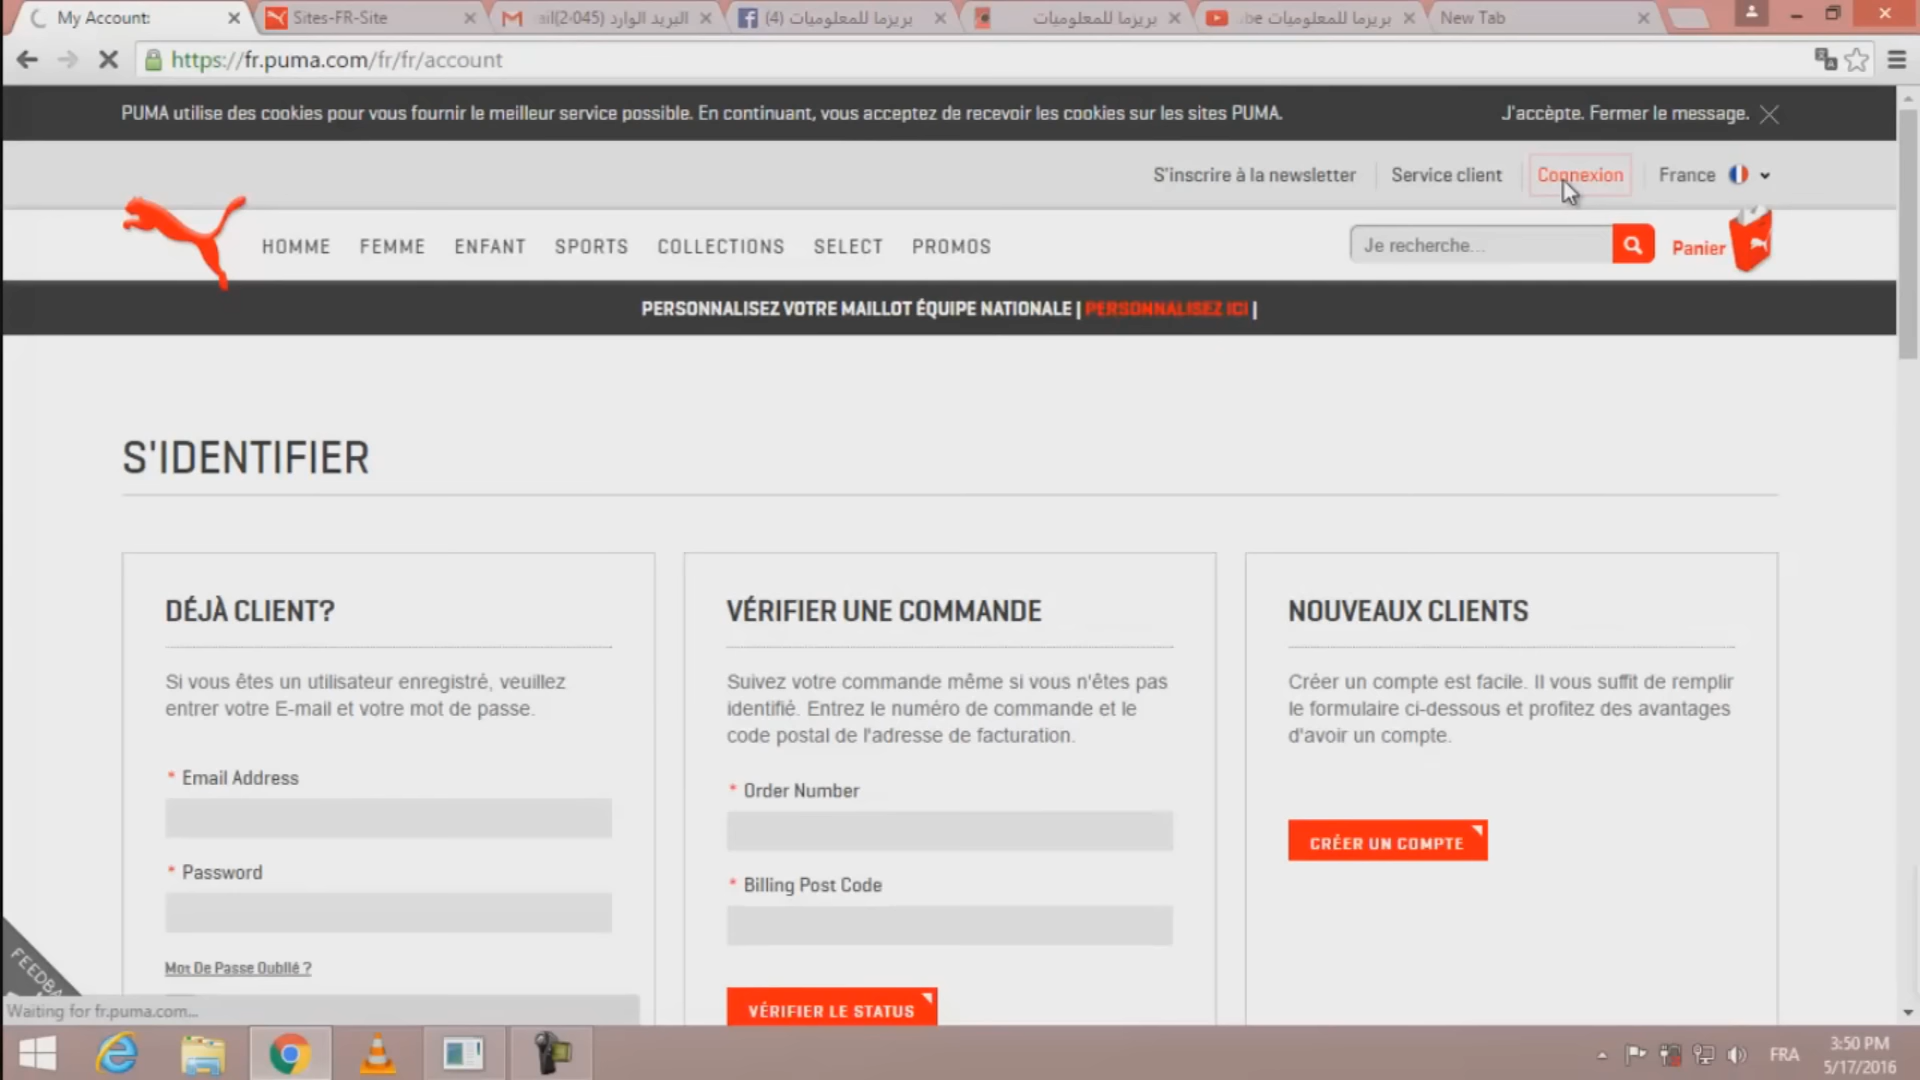 My Account:
Sites-FR-Site
البريد الوارد (2٬045)ail
بريزما للمعلوميات (4)
بريزما للمعلوميات
بريزما للمعلوميات be
New Tab
https://fr.puma.com/fr/fr/account
PUMA utilise des cookies pour vous fournir le meilleur service possible. En continuant, vous acceptez de recevoir les cookies sur les sites PUMA.
J'accèpte. Fermer le message.
S'inscrire à la newsletter
Service client
Connexion
France
HOMME FEMME ENFANT SPORTS COLLECTIONS SELECT PROMOS
Je recherche...
Panier
PERSONNALISEZ VOTRE MAILLOT ÉQUIPE NATIONALE | PERSONNALISEZ ICI |
S'IDENTIFIER
DÉJÀ CLIENT?
Si vous êtes un utilisateur enregistré, veuillez
entrer votre E-mail et votre mot de passe.
* Email Address
* Password
Mot De Passe Oublié ?
VÉRIFIER UNE COMMANDE
Suivez votre commande même si vous n'êtes pas
identifié. Entrez le numéro de commande et le
code postal de l'adresse de facturation.
* Order Number
* Billing Post Code
VÉRIFIER LE STATUS
NOUVEAUX CLIENTS
Créer un compte est facile. Il vous suffit de remplir
le formulaire ci-dessous et profitez des avantages
d'avoir un compte.
CRÉER UN COMPTE
Waiting for fr.puma.com...
FRA
3:50 PM
5/17/2016